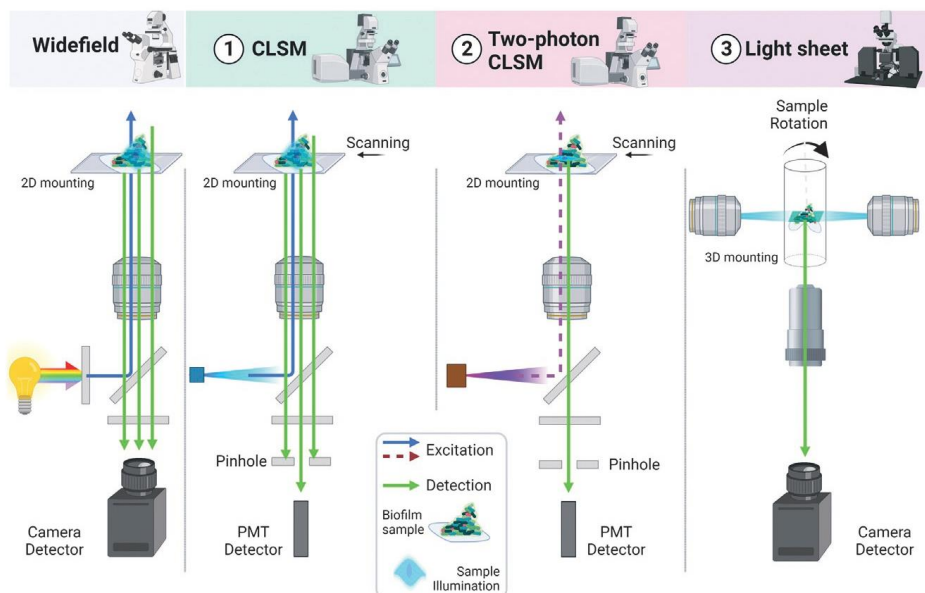 Widefield
1 CLSM
2 Two-photon
CLSM
3 Light sheet
2D mounting
2D mounting
Scanning
2D mounting
Scanning
Sample
Rotation
3D mounting
Pinhole
Pinhole
Camera
Detector
PMT
Detector
PMT
Detector
Camera
Detector
Excitation
Detection
Biofilm
sample
Sample
Illumination